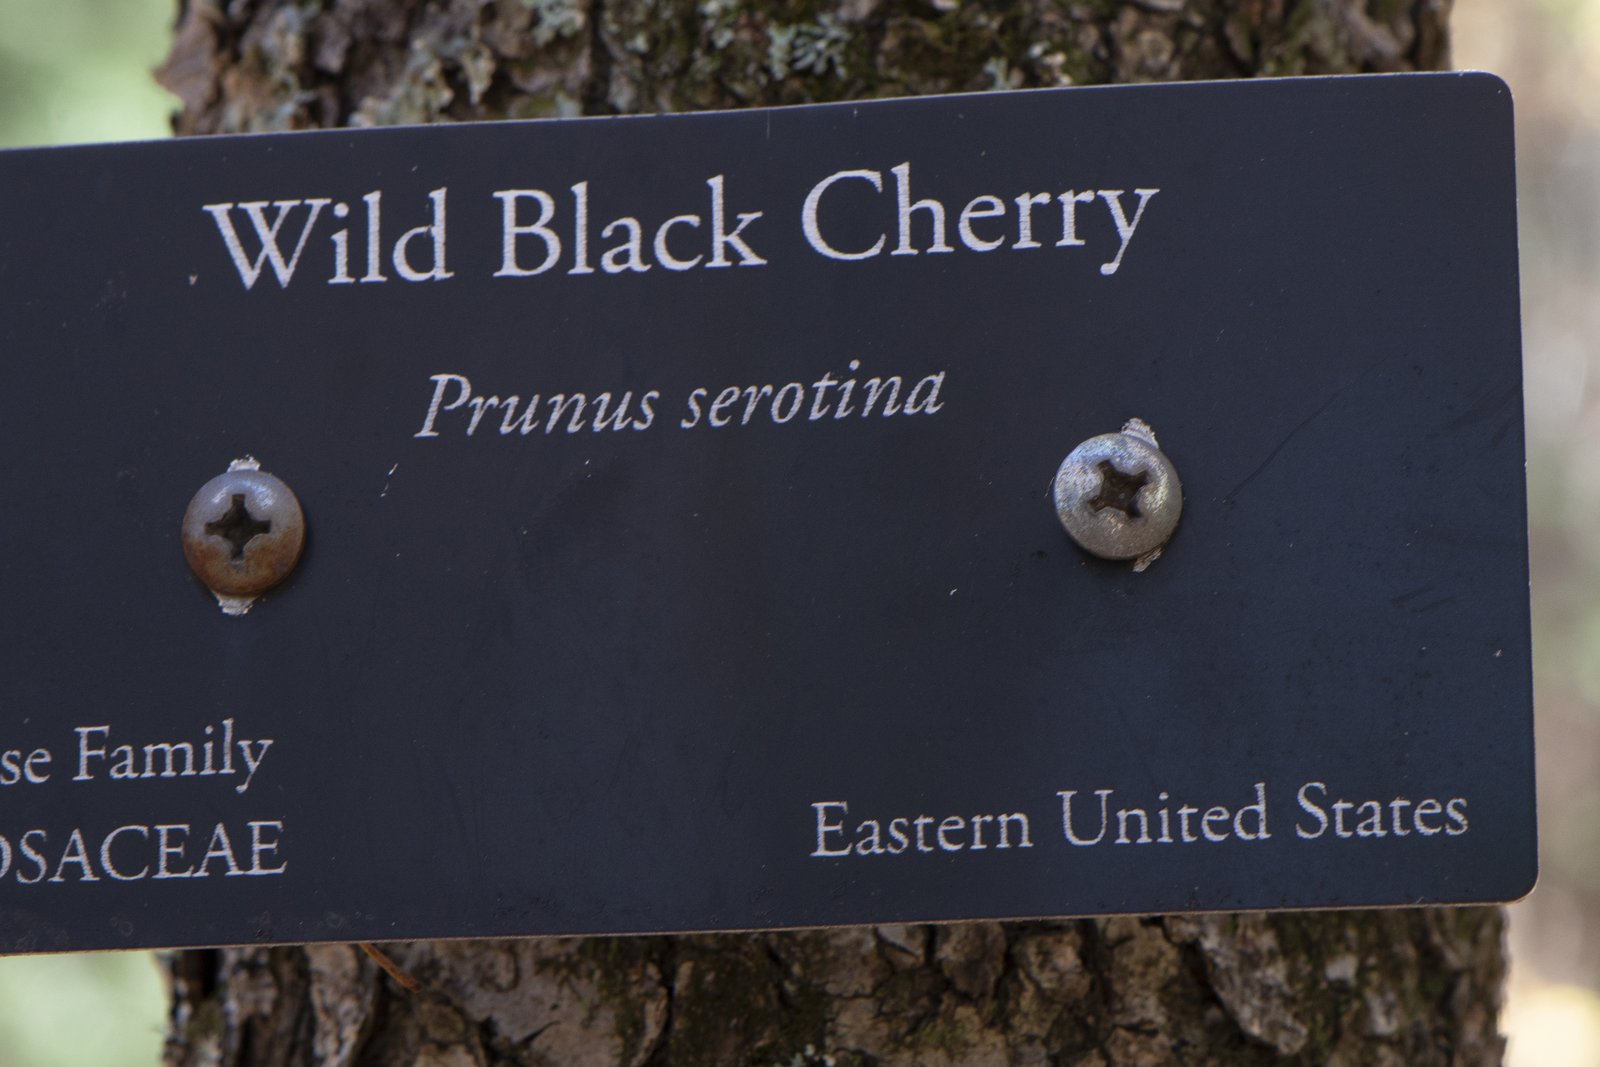 Wild Black Cherry
Prunus serotina
se Family
OSACEAE
Eastern United States